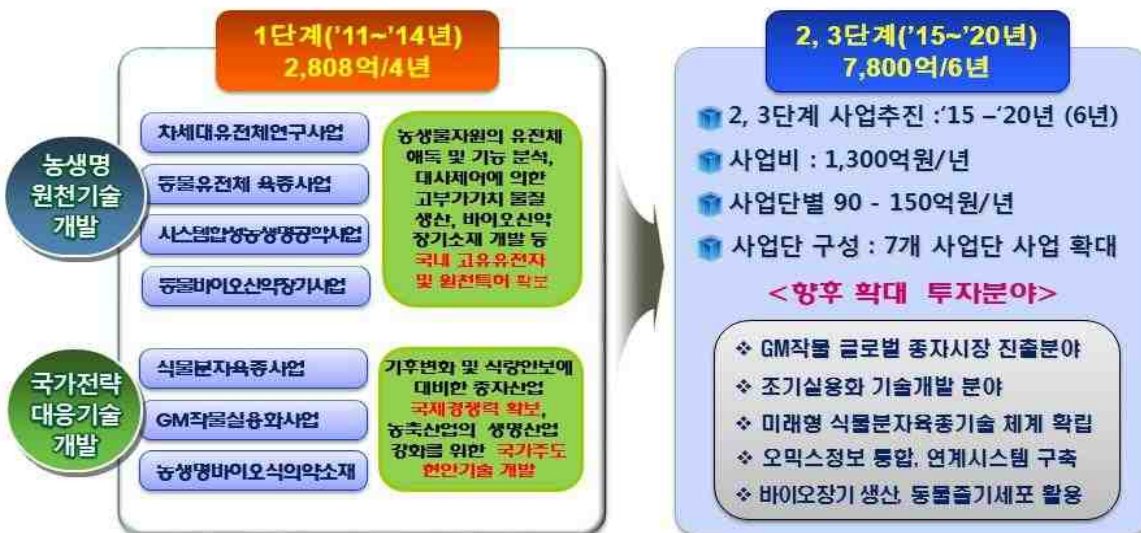 1단계('11~'14년)
2,808억/4년
농생명
원천기술
개발
차세대유전체연구사업
동물유전체 육종사업
시스템합성농생명공학사업
동물바이오신약장기사업
농생물자원의 유전체
해독 및 기능 분석,
대사제어에 의한
고부가가치 물질
생산, 바이오신약
장기소재 개발 등
국내 고유유전자
및 원천특허 확보
국가전략
대응기술
개발
식물분자육종사업
GM작물실용화사업
농생명바이오식의약소재
기후변화 및 식량안보에
대비한 종자산업
국제경쟁력 확보,
농축산업의 생명산업
강화를 위한 국가주도
현안기술 개발
2, 3단계('15~'20년)
7,800억/6년
2, 3단계 사업추진 :'15 –'20년 (6년)
사업비 : 1,300억원/년
사업단별 90 - 150억원/년
사업단 구성 : 7개 사업단 사업 확대
<향후 확대 투자분야>
❖ GM작물 글로벌 종자시장 진출분야
❖ 조기실용화 기술개발 분야
❖ 미래형 식물분자육종기술 체계 확립
❖ 오믹스정보 통합, 연계시스템 구축
❖ 바이오장기 생산, 동물줄기세포 활용